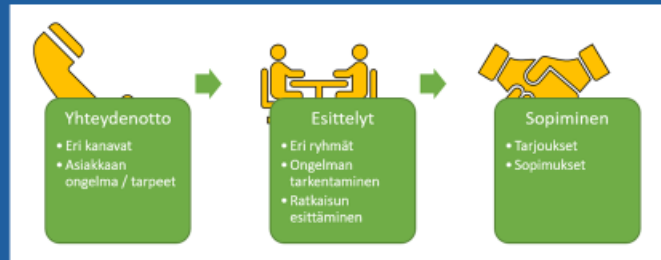 Yhteydenotto
• Eri kanavat
• Asiakkaan
ongelma / tarpeet
Esittelyt
• Eri ryhmät
• Ongelman
tarkentaminen
• Ratkaisun
esittäminen
Sopiminen
• Tarjoukset
• Sopimukset